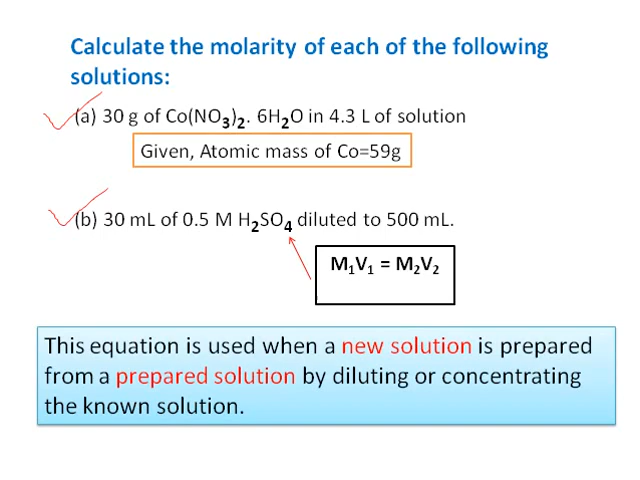 Calculate the molarity of each of the following
solutions:
(a) 30 g of Co(NO₃)₂. 6H₂O in 4.3 L of solution
Given, Atomic mass of Co=59g
(b) 30 mL of 0.5 M H₂SO₄ diluted to 500 mL.
M₁V₁ = M₂V₂
This equation is used when a new solution is prepared
from a prepared solution by diluting or concentrating
the known solution.